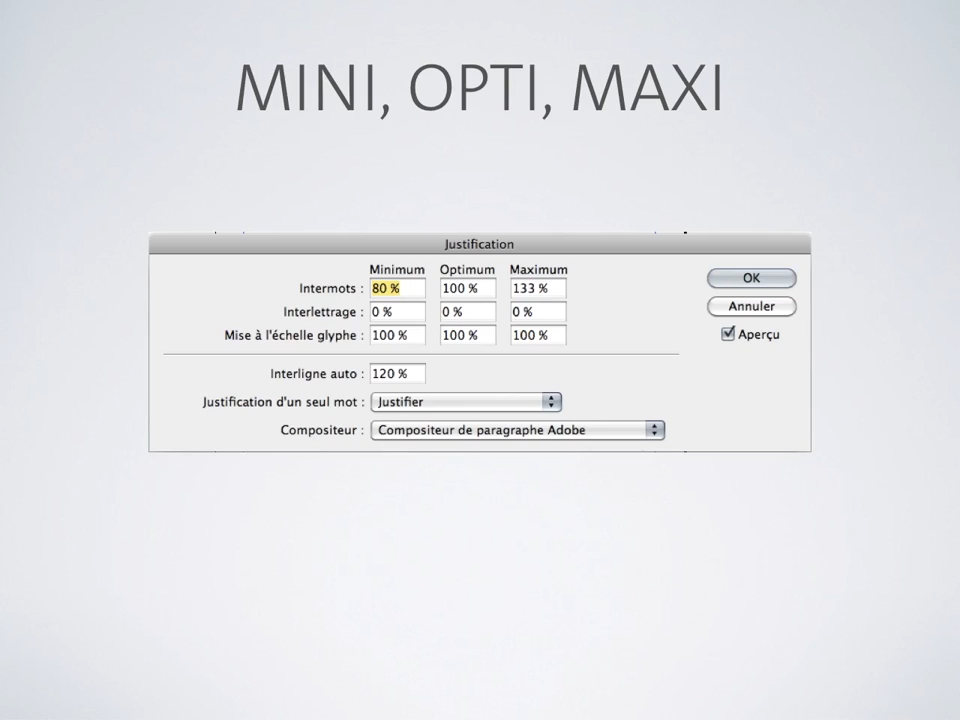 MINI, OPTI, MAXI
Justification
Minimum Optimum Maximum
Intermots : 80 % 100 % 133 %
Interlettrage : 0 % 0 % 0 %
Mise à l'échelle glyphe : 100 % 100 % 100 %
Interligne auto : 120 %
Justification d'un seul mot : Justifier
Compositeur : Compositeur de paragraphe Adobe
OK
Annuler
Aperçu